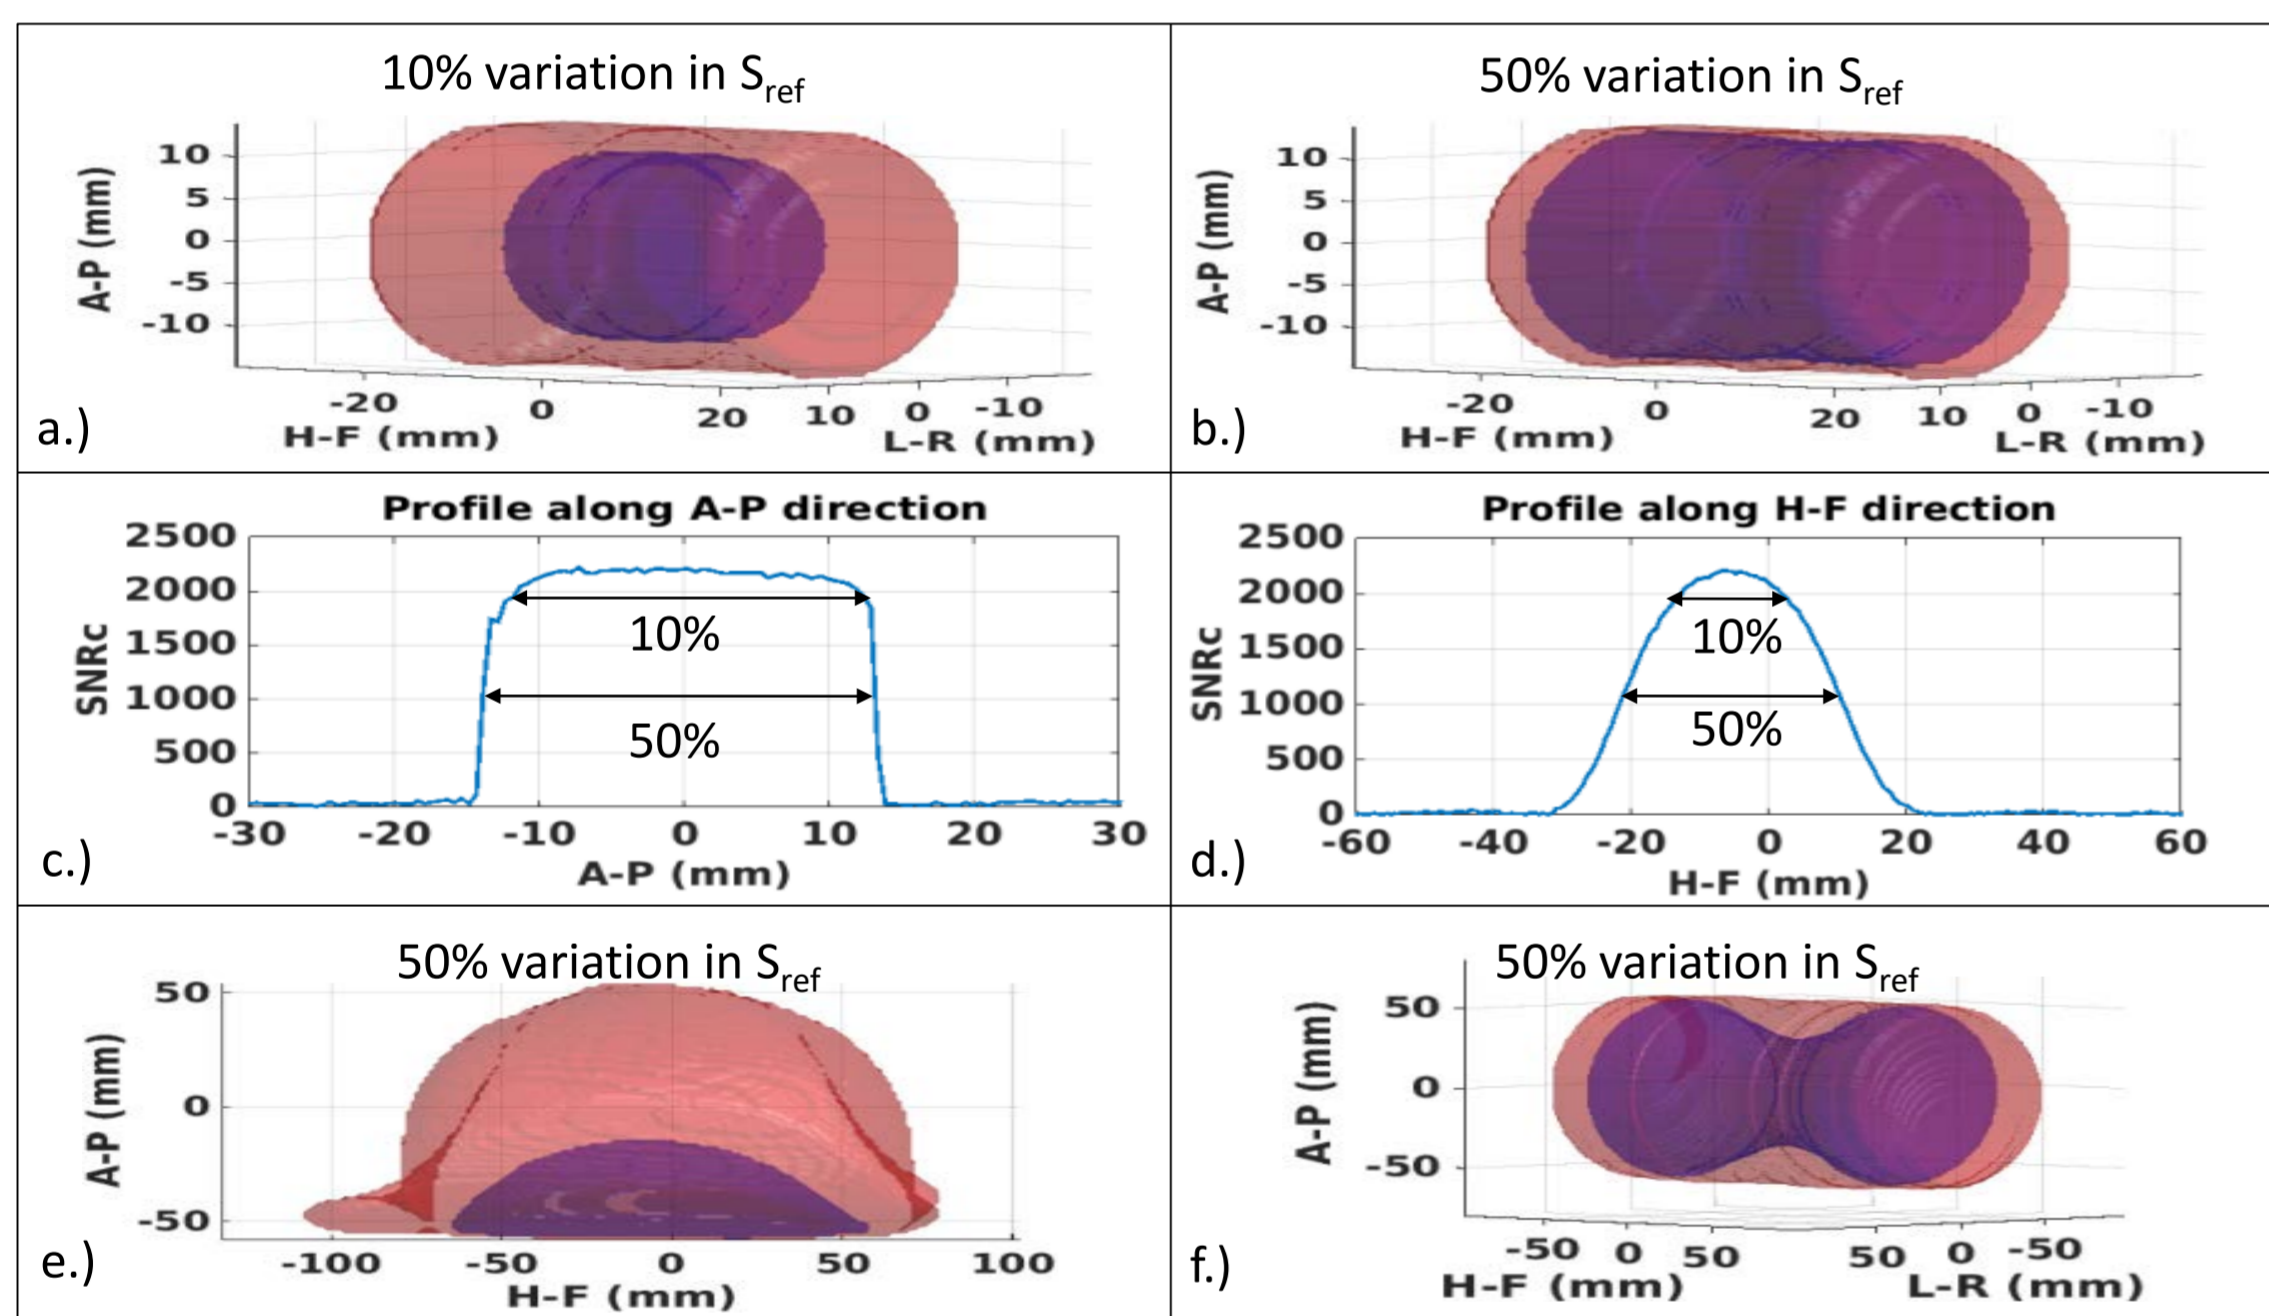 10% variation in Sref
A-P (mm)
10
5
0
-5
-10
-20 0 20 10 0 -10
H-F (mm) L-R (mm)
a.)
50% variation in Sref
A-P (mm)
10
5
0
-5
-10
-20 0 20 10 0 -10
H-F (mm) L-R (mm)
b.)
Profile along A-P direction
SNRc
2500
2000
1500
1000
500
0
10%
50%
-30 -20 -10 0 10 20 30
A-P (mm)
c.)
Profile along H-F direction
SNRc
2500
2000
1500
1000
500
0
10%
50%
-60 -40 -20 0 20 40 60
H-F (mm)
d.)
50% variation in Sref
A-P (mm)
50
0
-50
-100 -50 0 50 100
H-F (mm)
e.)
50% variation in Sref
A-P (mm)
50
0
-50
-50 0 50 50 0 -50
H-F (mm) L-R (mm)
f.)